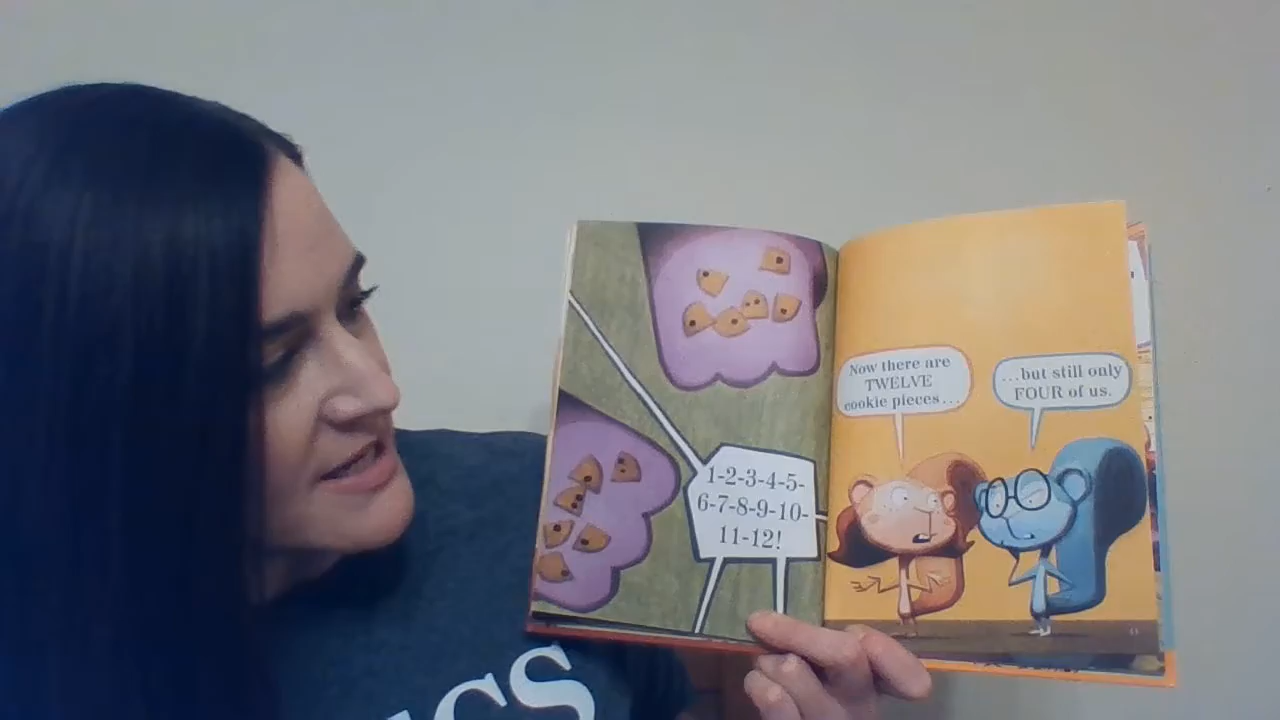 1-2-3-4-5-
6-7-8-9-10-
11-12!
Now there are
TWELVE
cookie pieces...
...but still only
FOUR of us.
CS